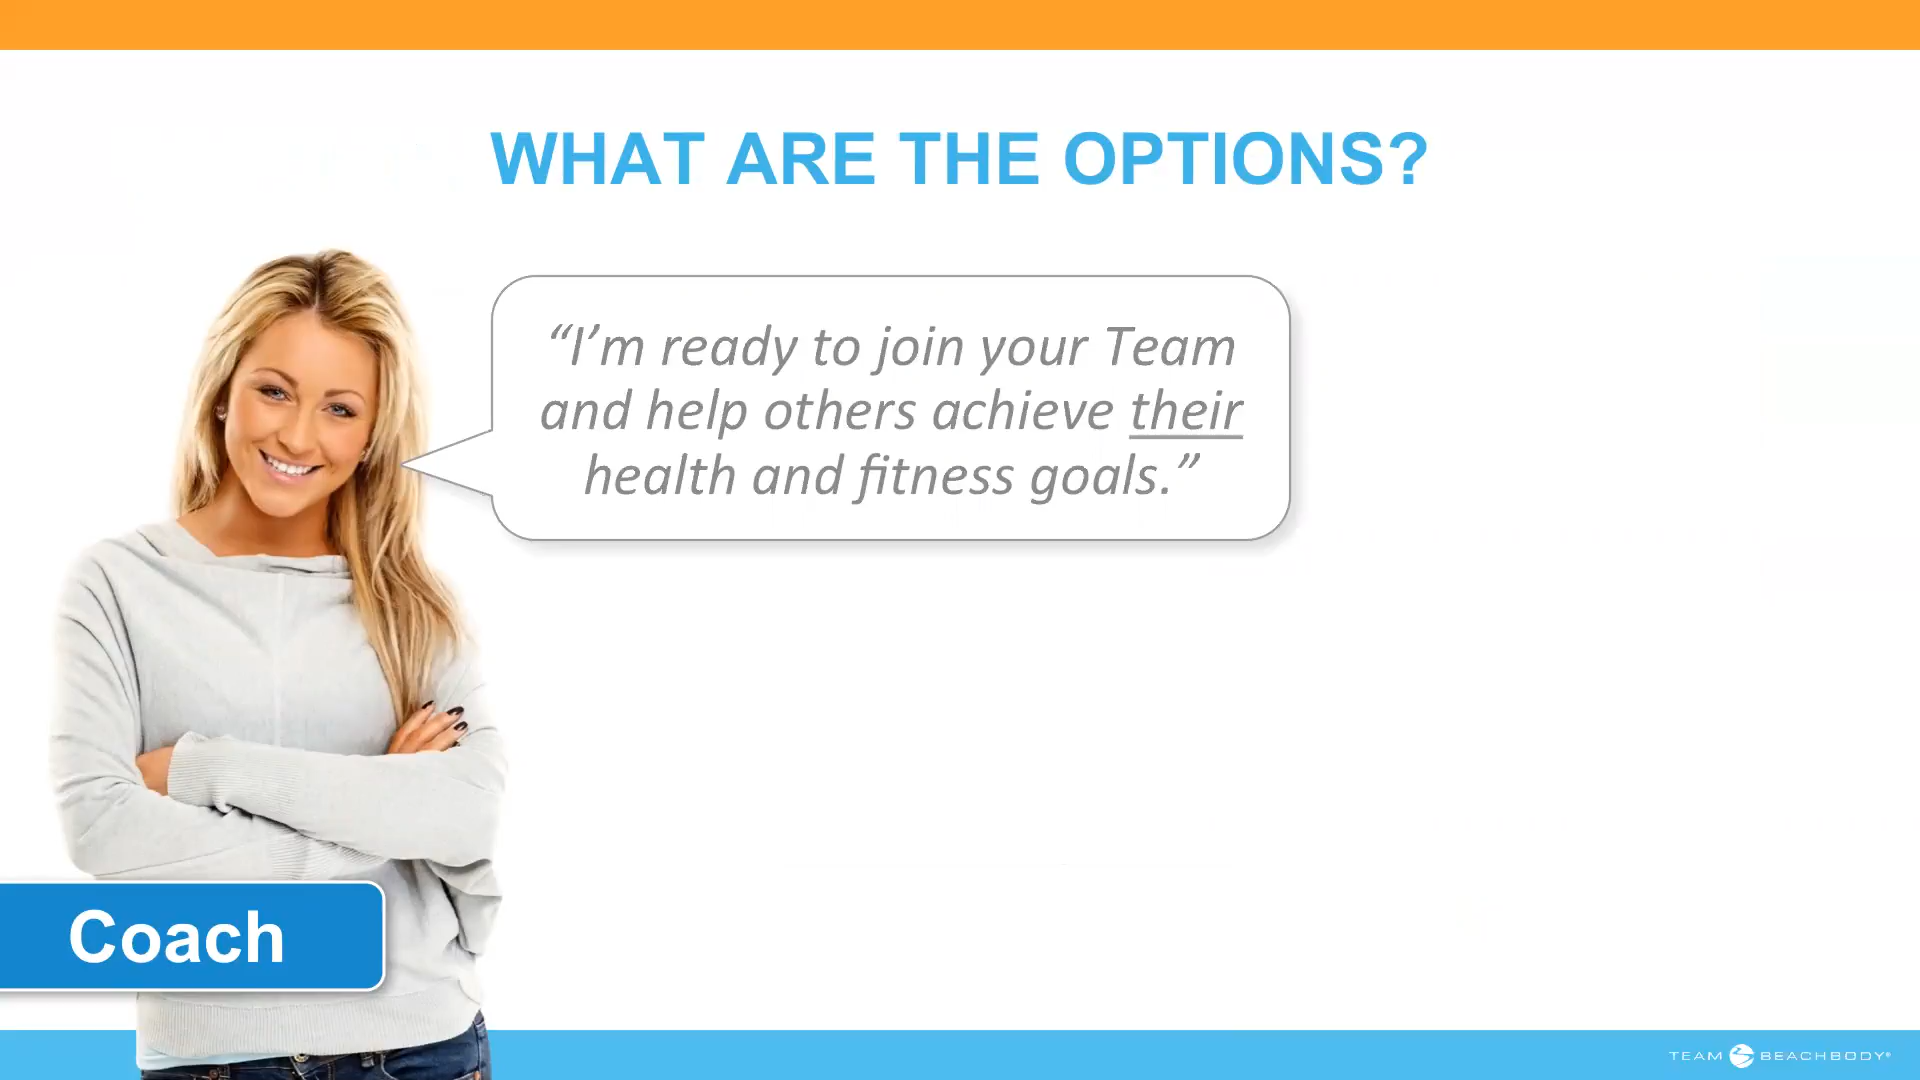 WHAT ARE THE OPTIONS?
“I’m ready to join your Team
and help others achieve their
health and fitness goals.”
Coach
TEAM BEACHBODY®